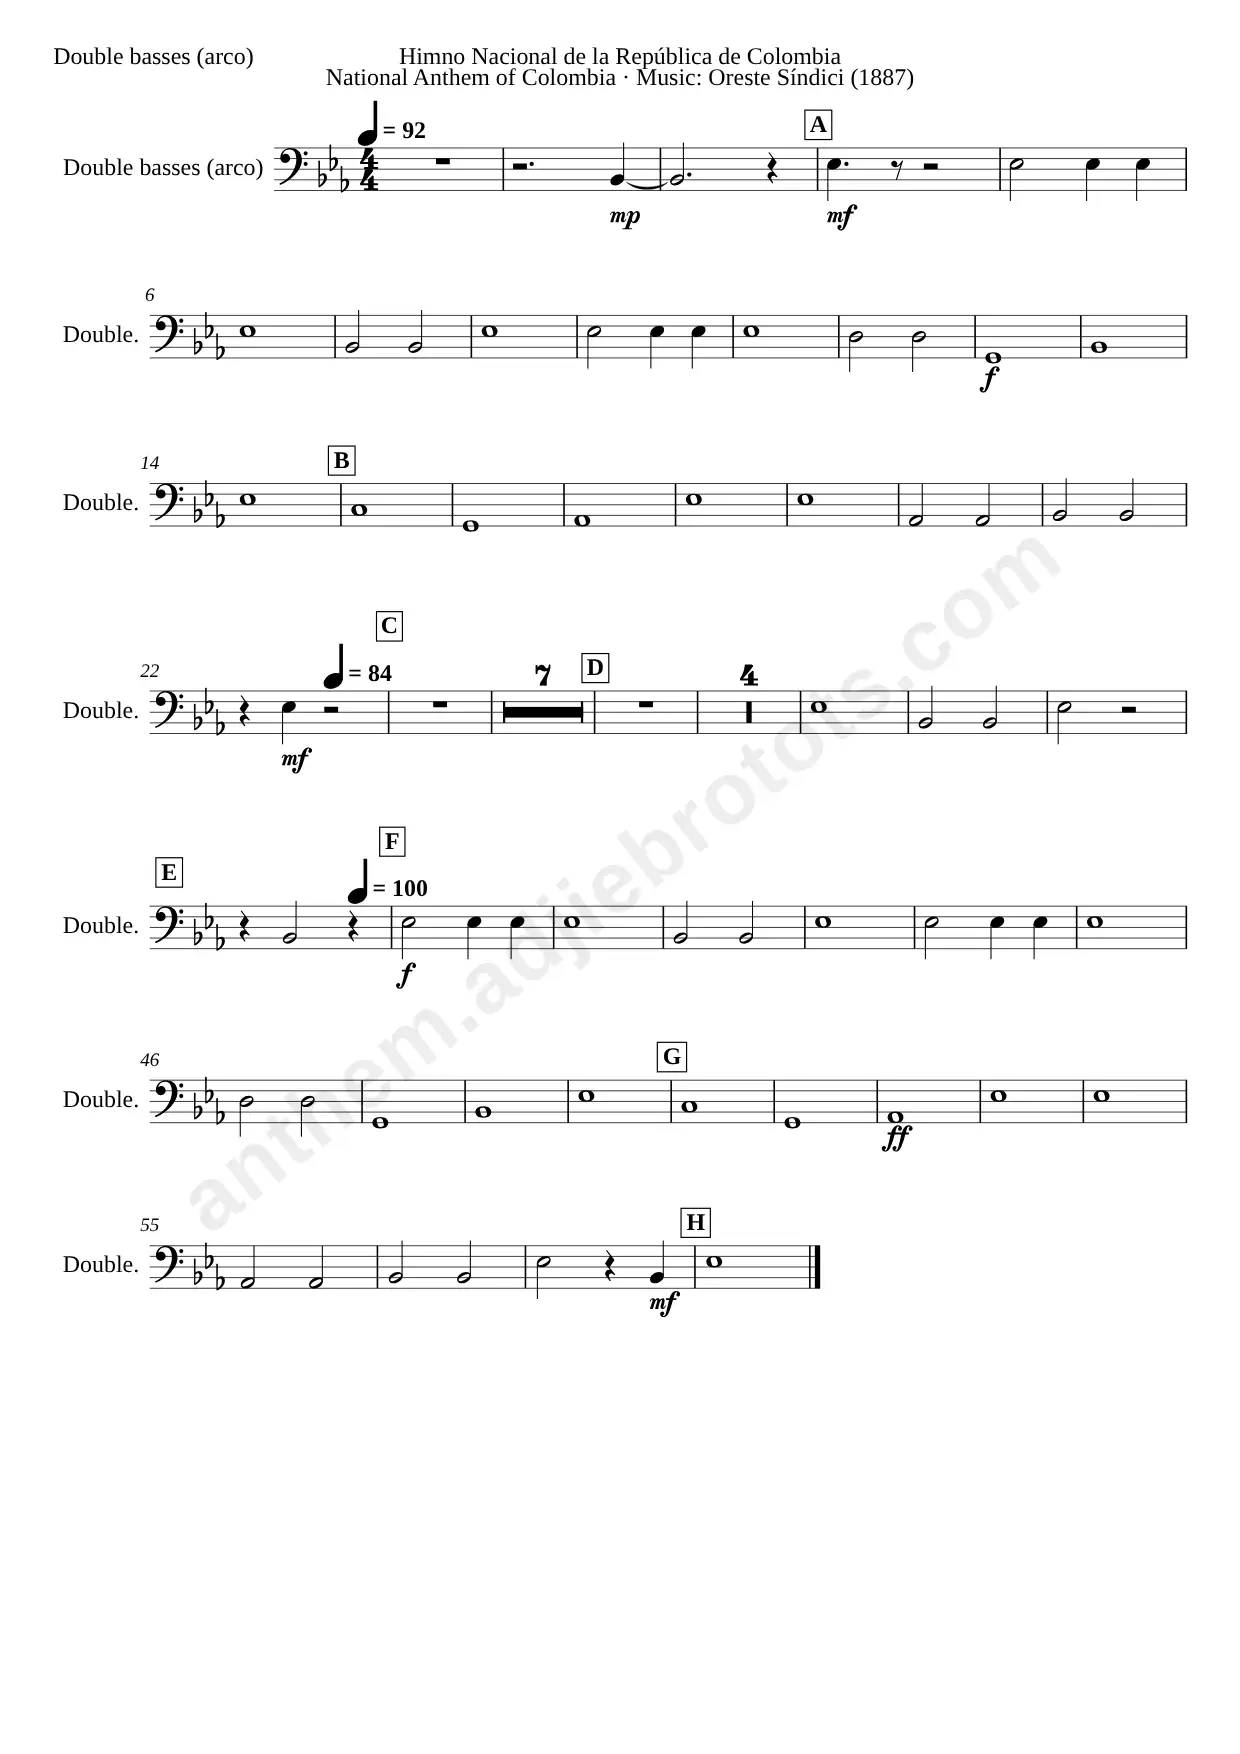 Double basses (arco)
Himno Nacional de la República de Colombia
National Anthem of Colombia · Music: Oreste Síndici (1887)
= 92
A
Double basses (arco)
4
4
mp
mf
6
Double.
f
14
B
Double.
C
22
= 84
7
D
4
Double.
mf
F
E
= 100
Double.
f
46
G
Double.
ff
55
H
Double.
mf
anthem.adjiebrotots.com